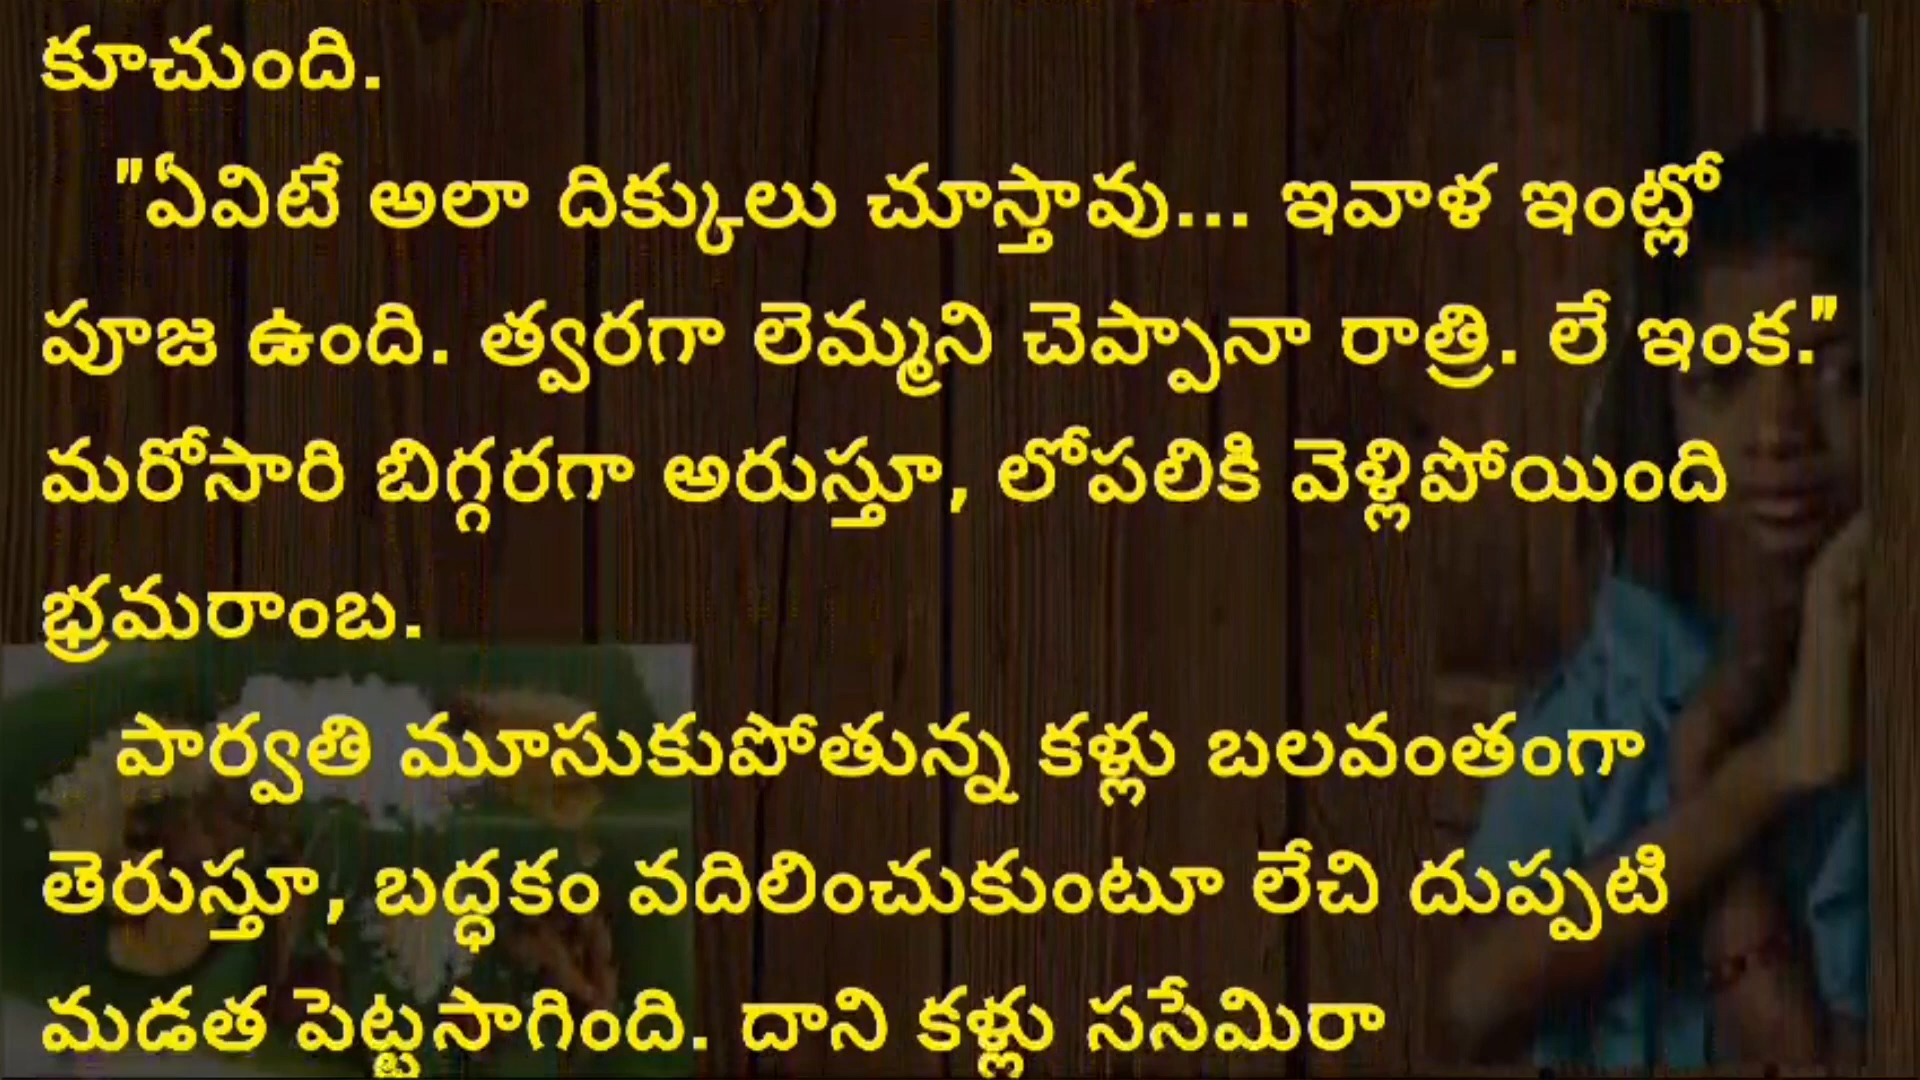 కూచుంది.
"ఏవిటే అలా దిక్కులు చూస్తావు... ఇవాళ ఇంట్లో
పూజ ఉంది. త్వరగా లెమ్మని చెప్పానా రాత్రి. లే ఇంక."
మరోసారి బిగ్గరగా అరుస్తూ, లోపలికి వెళ్లిపోయింది
భ్రమరాంబ.
పార్వతి మూసుకుపోతున్న కళ్లు బలవంతంగా
తెరుస్తూ, బద్ధకం వదిలించుకుంటూ లేచి దుప్పటి
మడత పెట్టసాగింది. దాని కళ్లు ససేమిరా